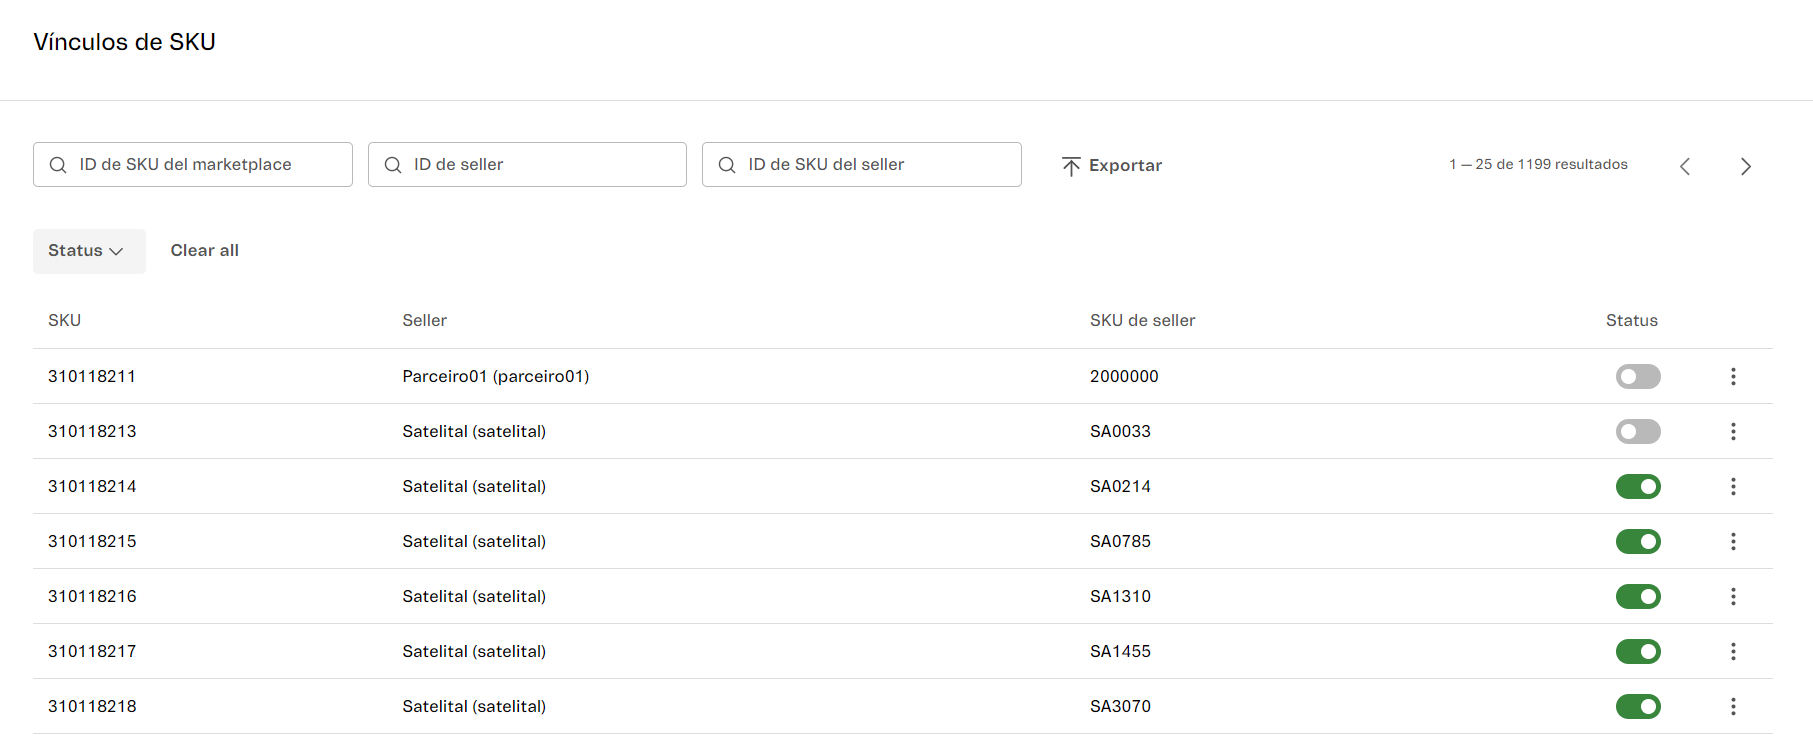 Vínculos de SKU
ID de SKU del marketplace ID de seller ID de SKU del seller Exportar 1 — 25 de 1199 resultados
Status Clear all
SKU Seller SKU de seller Status
310118211 Parceiro01 (parceiro01) 2000000
310118213 Satelital (satelital) SA0033
310118214 Satelital (satelital) SA0214
310118215 Satelital (satelital) SA0785
310118216 Satelital (satelital) SA1310
310118217 Satelital (satelital) SA1455
310118218 Satelital (satelital) SA3070